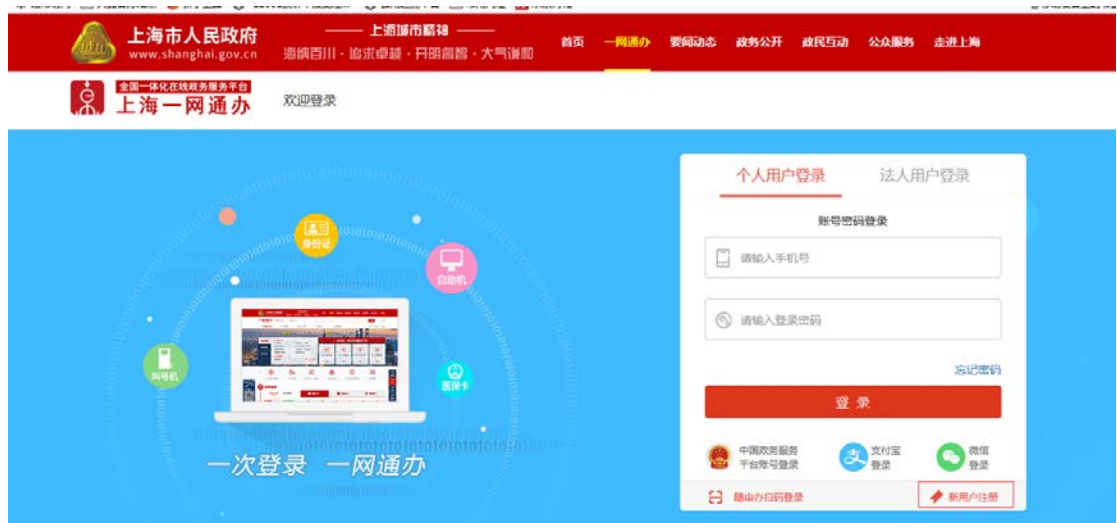 上海市人民政府
www.shanghai.gov.cn
上海城市精神
海纳百川·追求卓越·开明睿智·大气谦和
首页 一网通办 要闻动态 政务公开 政民互动 公众服务 走进上海
全国一体化在线政务服务平台
上海一网通办
欢迎登录
个人用户登录 法人用户登录
账号密码登录
请输入手机号
请输入登录密码
忘记密码
登 录
中国政务服务
平台账号登录
支付宝
登录
微信
登录
随申办扫码登录
新用户注册
身份证
自助机
叫号机
医保卡
一次登录 一网通办